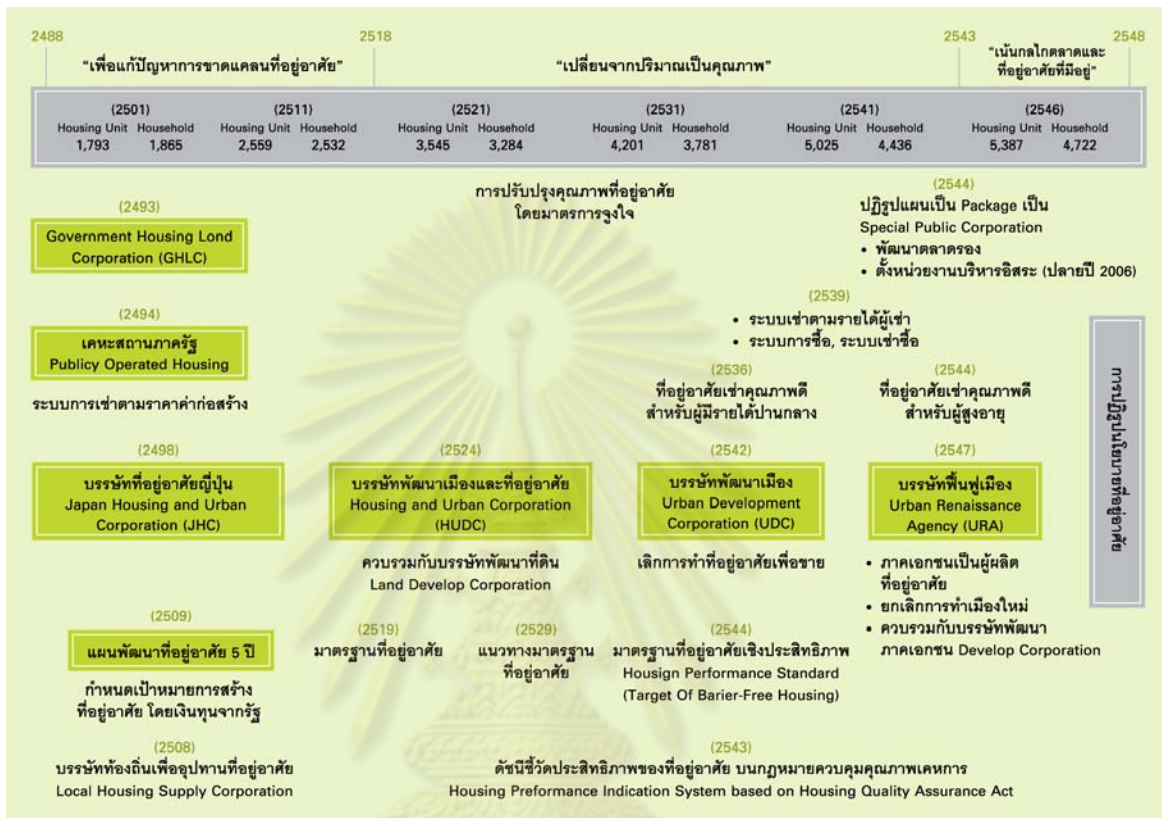 2488 2518 2543 2548
“เพื่อแก้ปัญหาการขาดแคลนที่อยู่อาศัย” “เปลี่ยนจากปริมาณเป็นคุณภาพ” “เน้นกลไกตลาดและ
ที่อยู่อาศัยที่มีอยู่”
(2501) (2511) (2521) (2531) (2541) (2546)
Housing Unit Household Housing Unit Household Housing Unit Household Housing Unit Household Housing Unit Household Housing Unit Household
1,793 1,865 2,559 2,532 3,545 3,284 4,201 3,781 5,025 4,436 5,387 4,722
การปรับปรุงคุณภาพที่อยู่อาศัย
โดยมาตรการจูงใจ
(2493)
Government Housing Lond
Corporation (GHLC)
(2544)
ปฏิรูปแผนเป็น Package เป็น
Special Public Corporation
• พัฒนาตลาดรอง
• ตั้งหน่วยงานบริหารอิสระ (ปลายปี 2006)
(2494)
เคหะสถานภาครัฐ
Publicy Operated Housing
ระบบการเช่าตามราคาค่าก่อสร้าง
(2539)
• ระบบเช่าตามรายได้ผู้เช่า
• ระบบการซื้อ, ระบบเช่าซื้อ
(2536)
ที่อยู่อาศัยเช่าคุณภาพดี
สำหรับผู้มีรายได้ปานกลาง
(2544)
ที่อยู่อาศัยเช่าคุณภาพดี
สำหรับผู้สูงอายุ
การปฏิรูปนโยบายที่อยู่อาศัย
(2498)
บรรษัทที่อยู่อาศัยญี่ปุ่น
Japan Housing and Urban
Corporation (JHC)
(2524)
บรรษัทพัฒนาเมืองและที่อยู่อาศัย
Housing and Urban Corporation
(HUDC)
ควบรวมกับบรรษัทพัฒนาที่ดิน
Land Develop Corporation
(2542)
บรรษัทพัฒนาเมือง
Urban Development
Corporation (UDC)
เลิกการทำที่อยู่อาศัยเพื่อขาย
(2547)
บรรษัทฟื้นฟูเมือง
Urban Renaissance
Agency (URA)
• ภาคเอกชนเป็นผู้ผลิต
ที่อยู่อาศัย
• ยกเลิกการทำเมืองใหม่
• ควบรวมกับบรรษัทพัฒนา
ภาคเอกชน Develop Corporation
(2509)
แผนพัฒนาที่อยู่อาศัย 5 ปี
กำหนดเป้าหมายการสร้าง
ที่อยู่อาศัย โดยเงินทุนจากรัฐ
(2519)
มาตรฐานที่อยู่อาศัย
(2529)
แนวทางมาตรฐาน
ที่อยู่อาศัย
(2544)
มาตรฐานที่อยู่อาศัยเชิงประสิทธิภาพ
Housign Performance Standard
(Target Of Barier-Free Housing)
(2508)
บรรษัทท้องถิ่นเพื่ออุปทานที่อยู่อาศัย
Local Housing Supply Corporation
(2543)
ดัชนีชี้วัดประสิทธิภาพของที่อยู่อาศัย บนกฎหมายควบคุมคุณภาพเคหการ
Housing Preformance Indication System based on Housing Quality Assurance Act